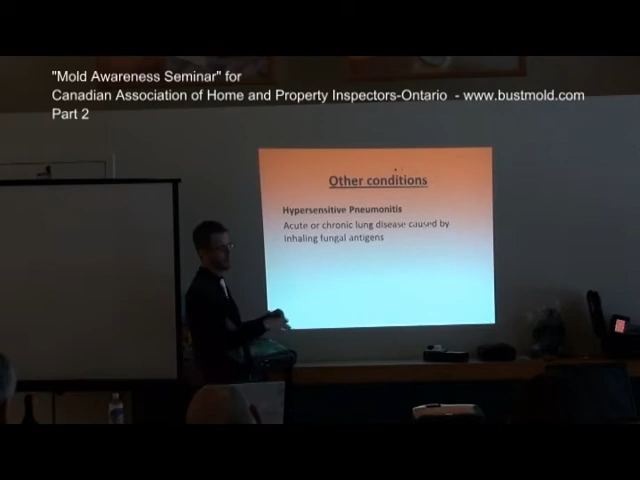 "Mold Awareness Seminar" for
Canadian Association of Home and Property Inspectors-Ontario - www.bustmold.com
Part 2
Other conditions
Hypersensitive Pneumonitis
Acute or chronic lung disease caused by
inhaling fungal antigens